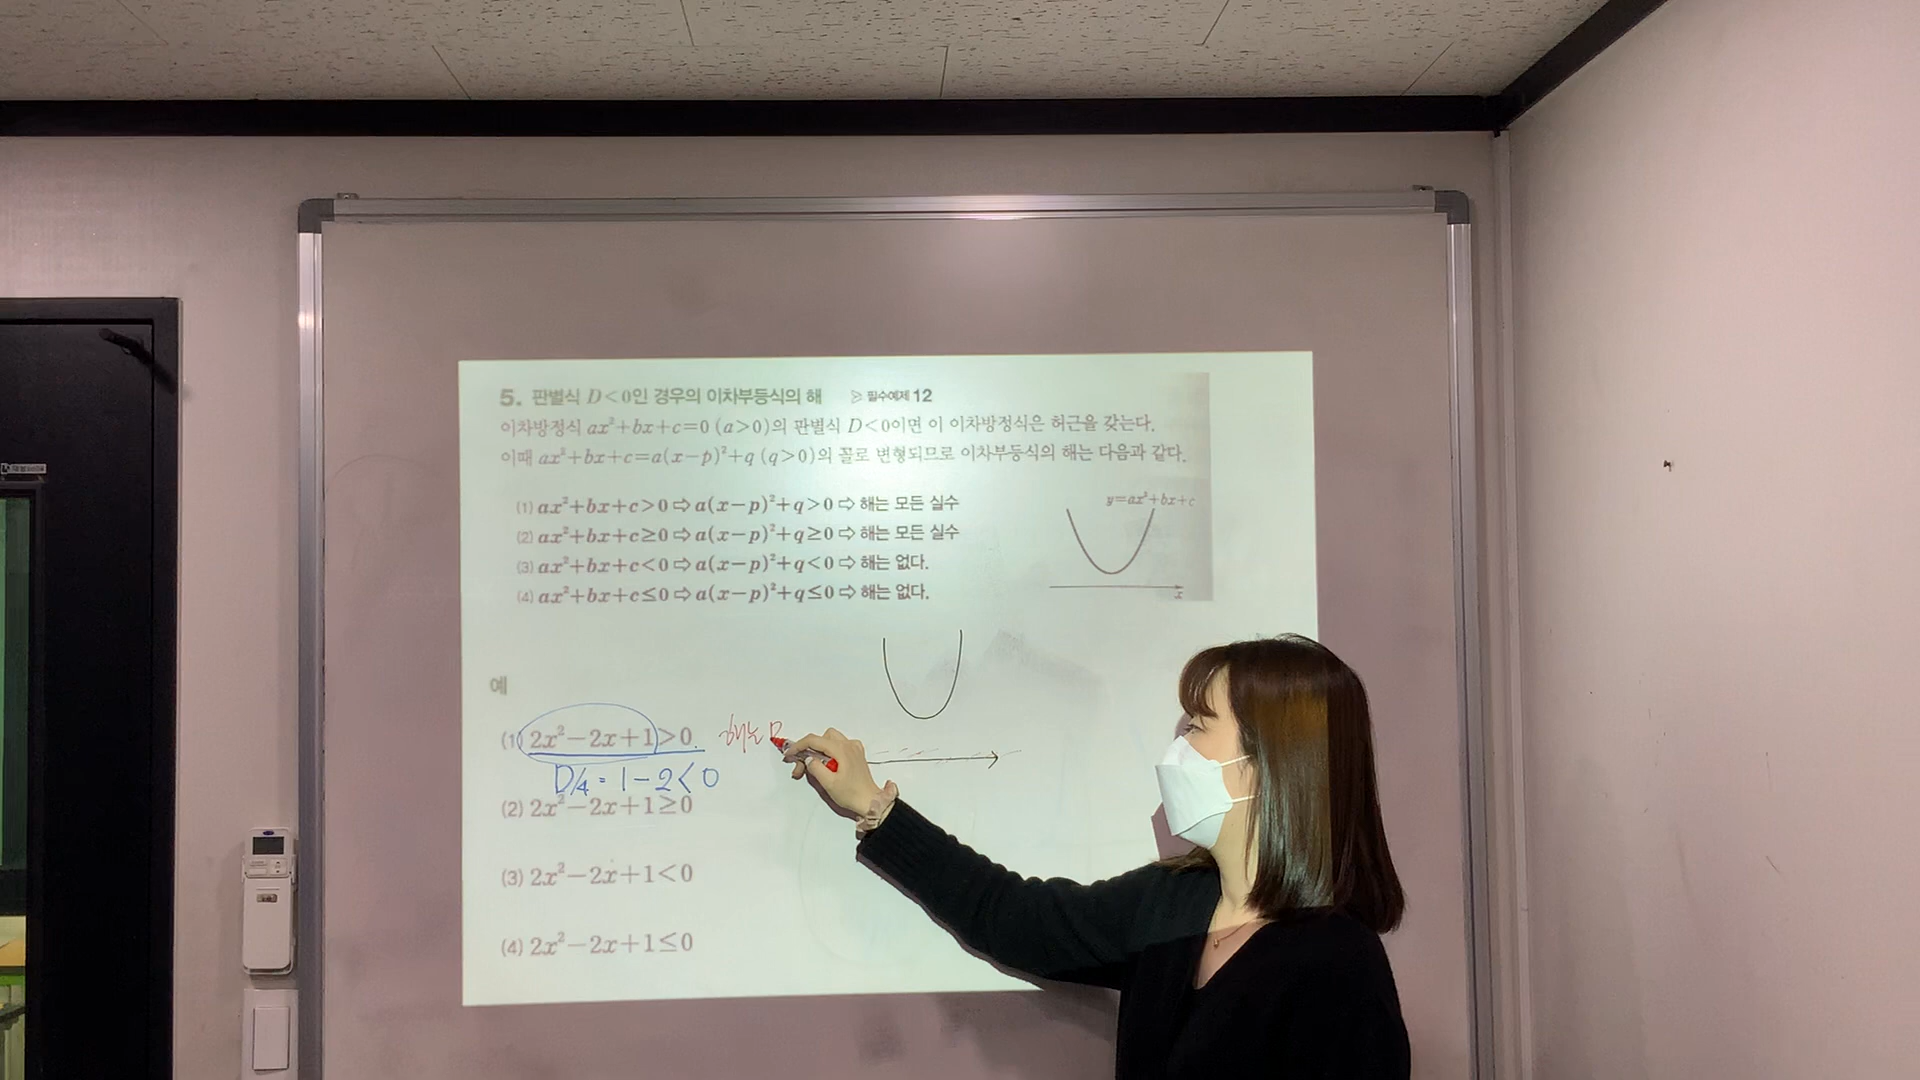 5. 판별식 D<0인 경우의 이차부등식의 해 ▷ 필수예제 12
이차방정식 ax²+bx+c=0 (a>0)의 판별식 D<0이면 이 이차방정식은 허근을 갖는다.
이때 ax²+bx+c=a(x-p)²+q (q>0)의 꼴로 변형되므로 이차부등식의 해는 다음과 같다.
(1) ax²+bx+c>0 ⇨ a(x-p)²+q>0 ⇨ 해는 모든 실수
(2) ax²+bx+c≥0 ⇨ a(x-p)²+q≥0 ⇨ 해는 모든 실수
(3) ax²+bx+c<0 ⇨ a(x-p)²+q<0 ⇨ 해는 없다.
(4) ax²+bx+c≤0 ⇨ a(x-p)²+q≤0 ⇨ 해는 없다.
y=ax²+bx+c
x
예
(1) 2x²-2x+1>0 해는
D/4 = 1-2<0
(2) 2x²-2x+1≥0
(3) 2x²-2x+1<0
(4) 2x²-2x+1≤0